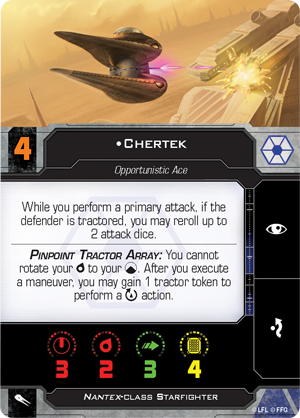 •Chertek
4
Opportunistic Ace
While you perform a primary attack, if the
defender is tractored, you may reroll up to
2 attack dice.
Pinpoint Tractor Array: You cannot
rotate your to your . After you execute
a maneuver, you may gain 1 tractor token to
perform a action.
3 2 3 4
Nantex-class Starfighter
©LFL ©FFG